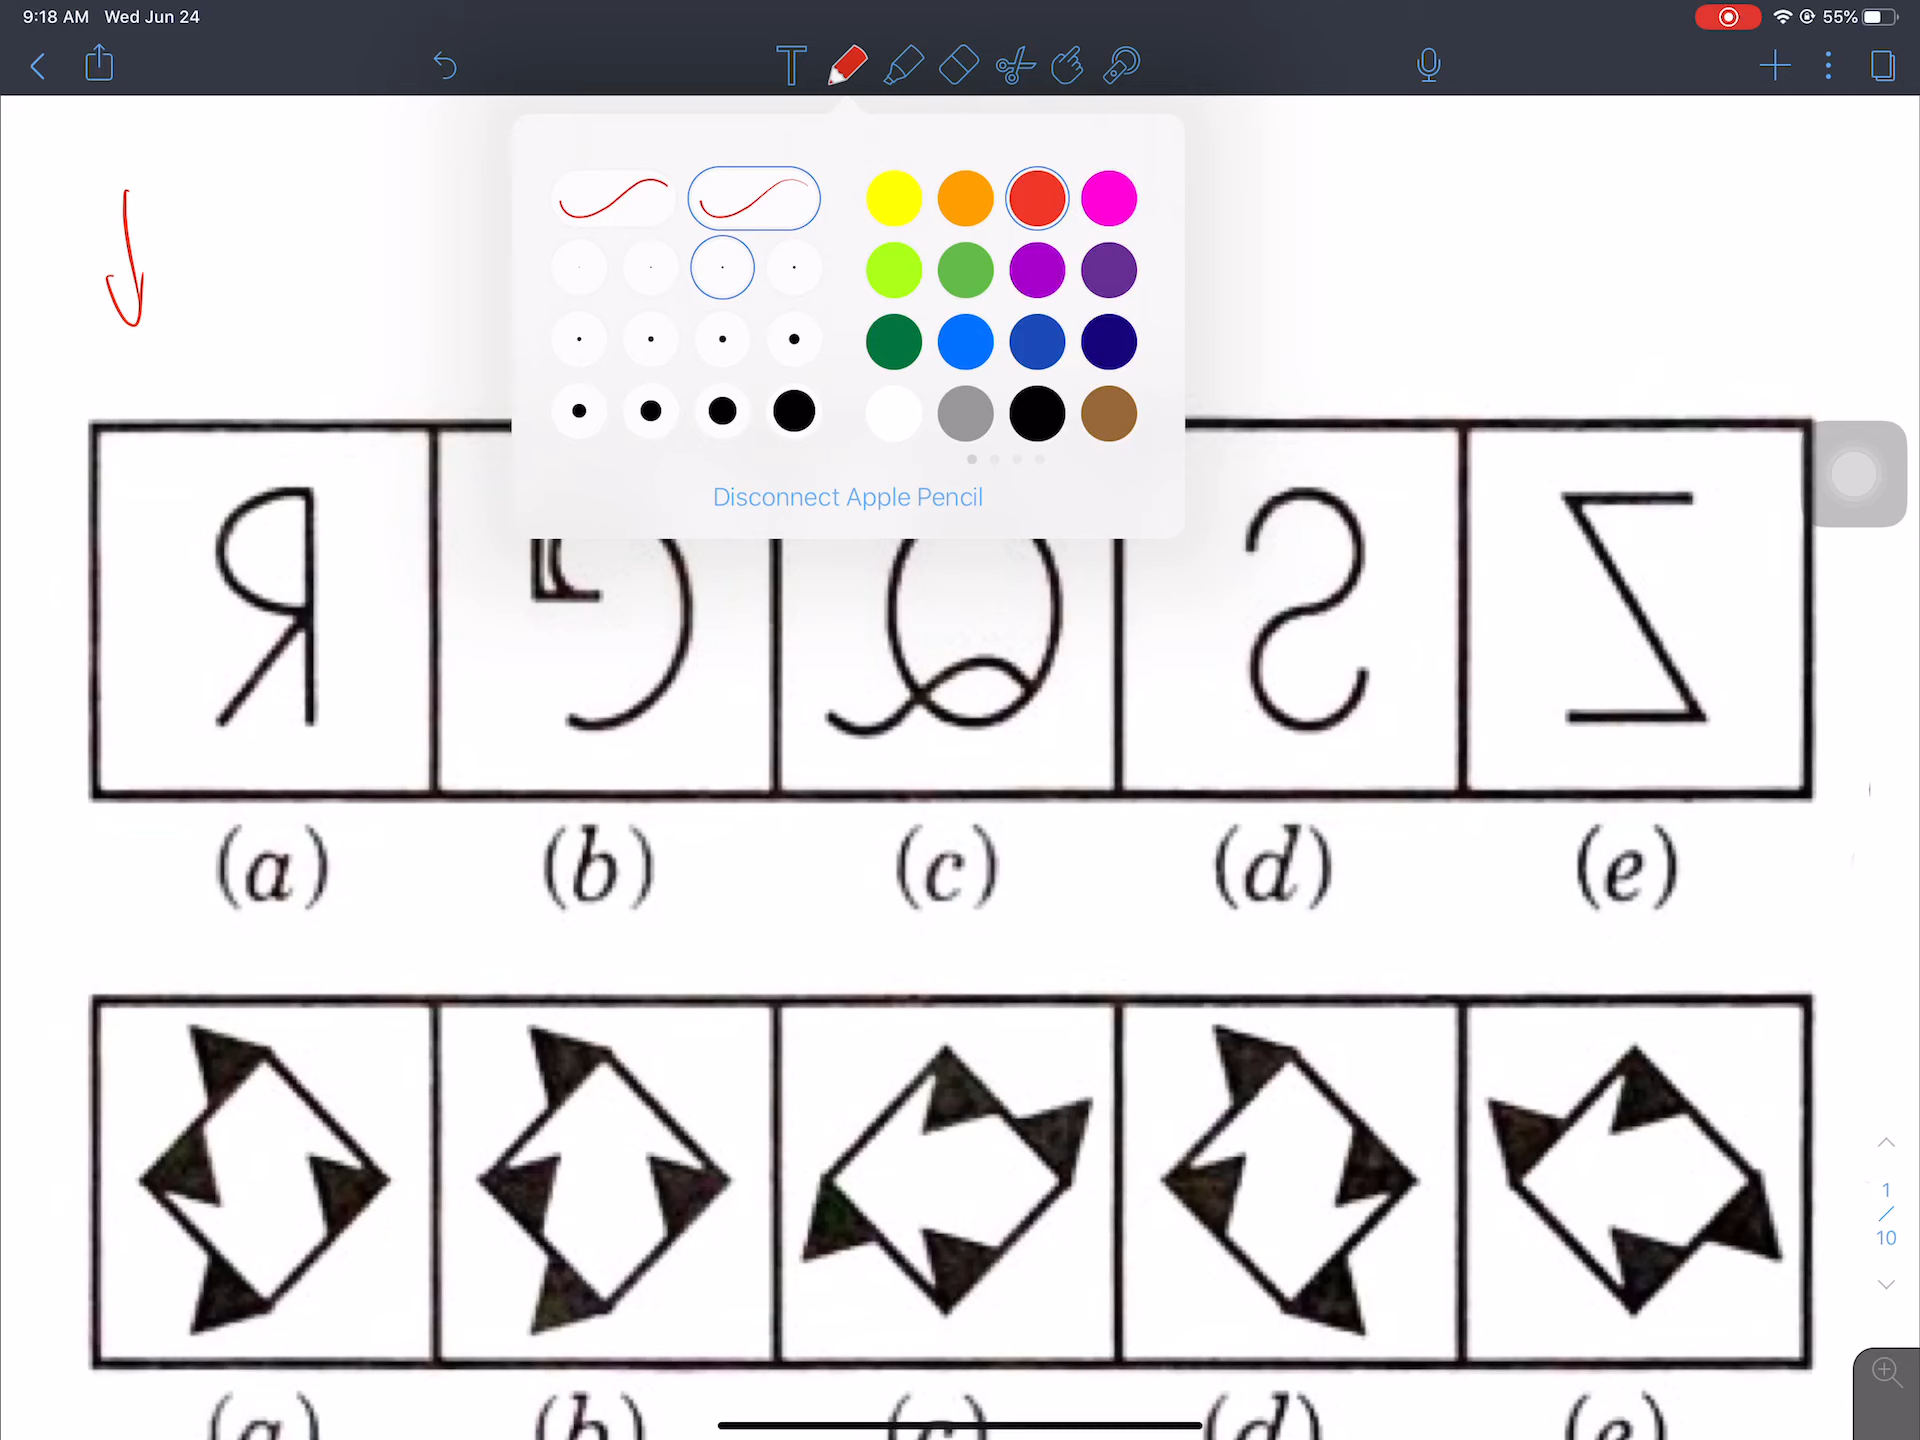 9:18 AM Wed Jun 24
55%
Disconnect Apple Pencil
(a) (b) (c) (d) (e)
1
/
10
(a) (b) (c) (d) (e)